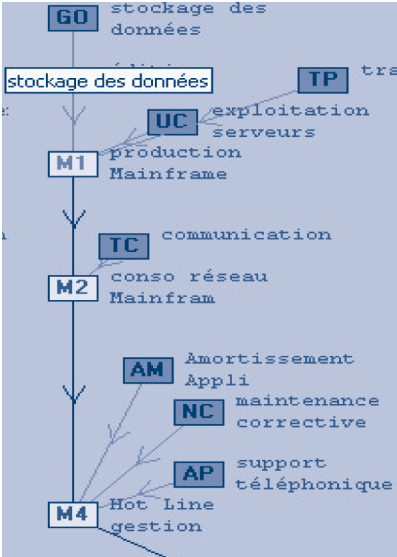 GO
stockage des
données
stockage des données
TP
tra
UC
exploitation
serveurs
M1
production
Mainframe
TC
communication
M2
conso réseau
Mainfram
AM
Amortissement
Appli
NC
maintenance
corrective
AP
support
téléphonique
M4
Hot Line
gestion